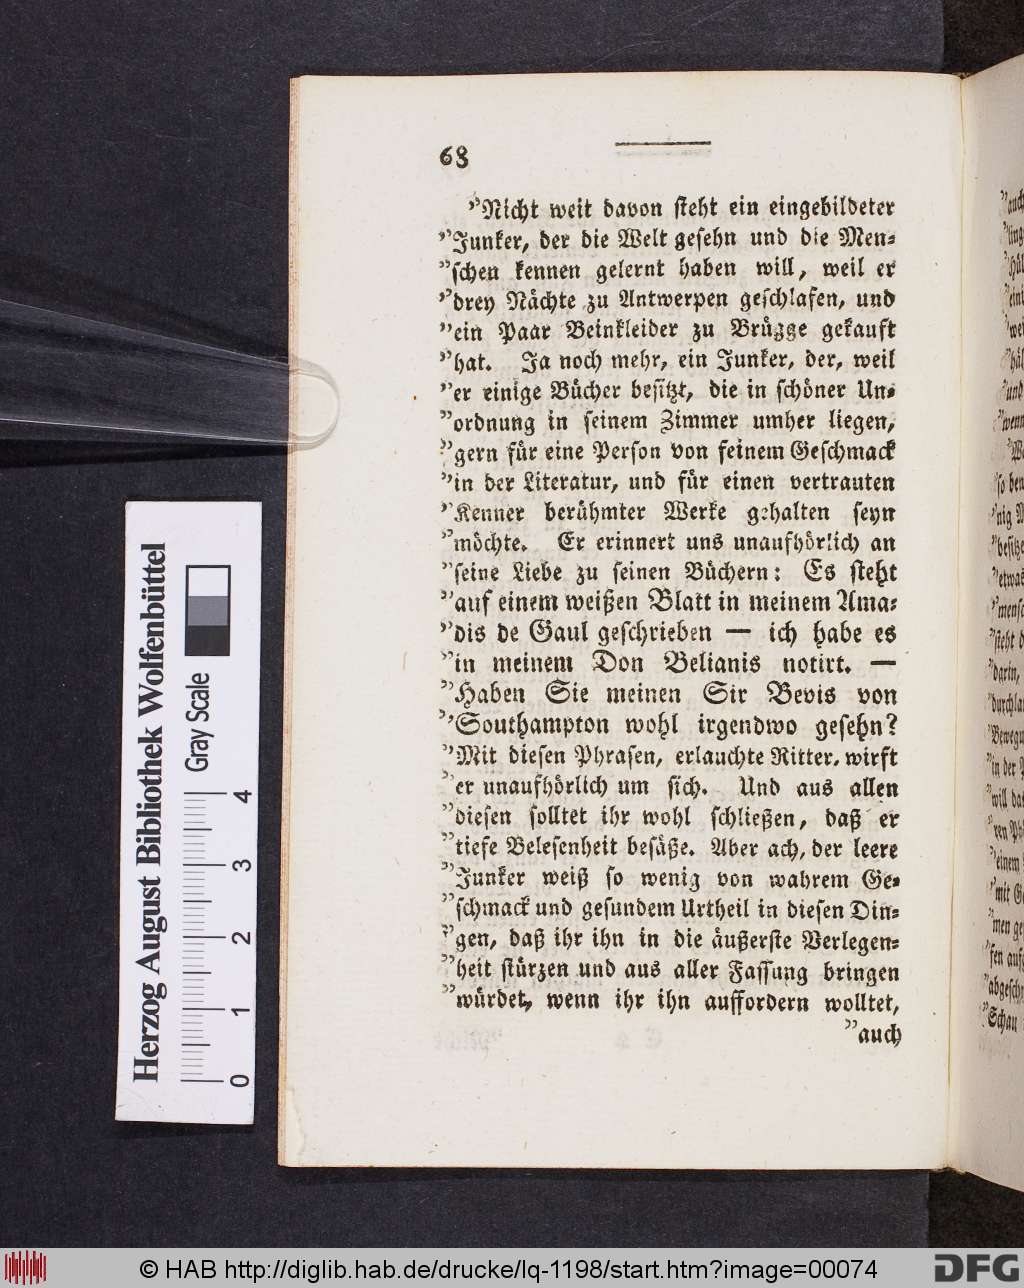 68
”Nicht weit davon steht ein eingebildeter
”Junker, der die Welt gesehn und die Men-
”schen kennen gelernt haben will, weil er
”drey Nächte zu Antwerpen geschlafen, und
”ein Paar Beinkleider zu Brügge gekauft
”hat. Ja noch mehr, ein Junker, der, weil
”er einige Bücher besitzt, die in schöner Un-
”ordnung in seinem Zimmer umher liegen,
”gern für eine Person von feinem Geschmack
”in der Literatur, und für einen vertrauten
”Kenner berühmter Werke gehalten seyn
”möchte. Er erinnert uns unaufhörlich an
”seine Liebe zu seinen Büchern: Es steht
”auf einem weißen Blatt in meinem Ama-
”dis de Gaul geschrieben — ich habe es
”in meinem Don Belianis notirt. —
”Haben Sie meinen Sir Bevis von
”Southampton wohl irgendwo gesehn?
”Mit diesen Phrasen, erlauchte Ritter, wirft
”er unaufhörlich um sich. Und aus allen
”diesen solltet ihr wohl schließen, daß er
”tiefe Belesenheit besäße. Aber ach, der leere
”Junker weiß so wenig von wahrem Ge-
”schmack und gesundem Urtheil in diesen Din-
”gen, daß ihr ihn in die äußerste Verlegen-
”heit stürzen und aus aller Fassung bringen
”würdet, wenn ihr ihn auffordern wolltet,
”auch
Herzog August Bibliothek Wolfenbüttel
Gray Scale
0 1 2 3 4
© HAB http://diglib.hab.de/drucke/lq-1198/start.htm?image=00074
DFG